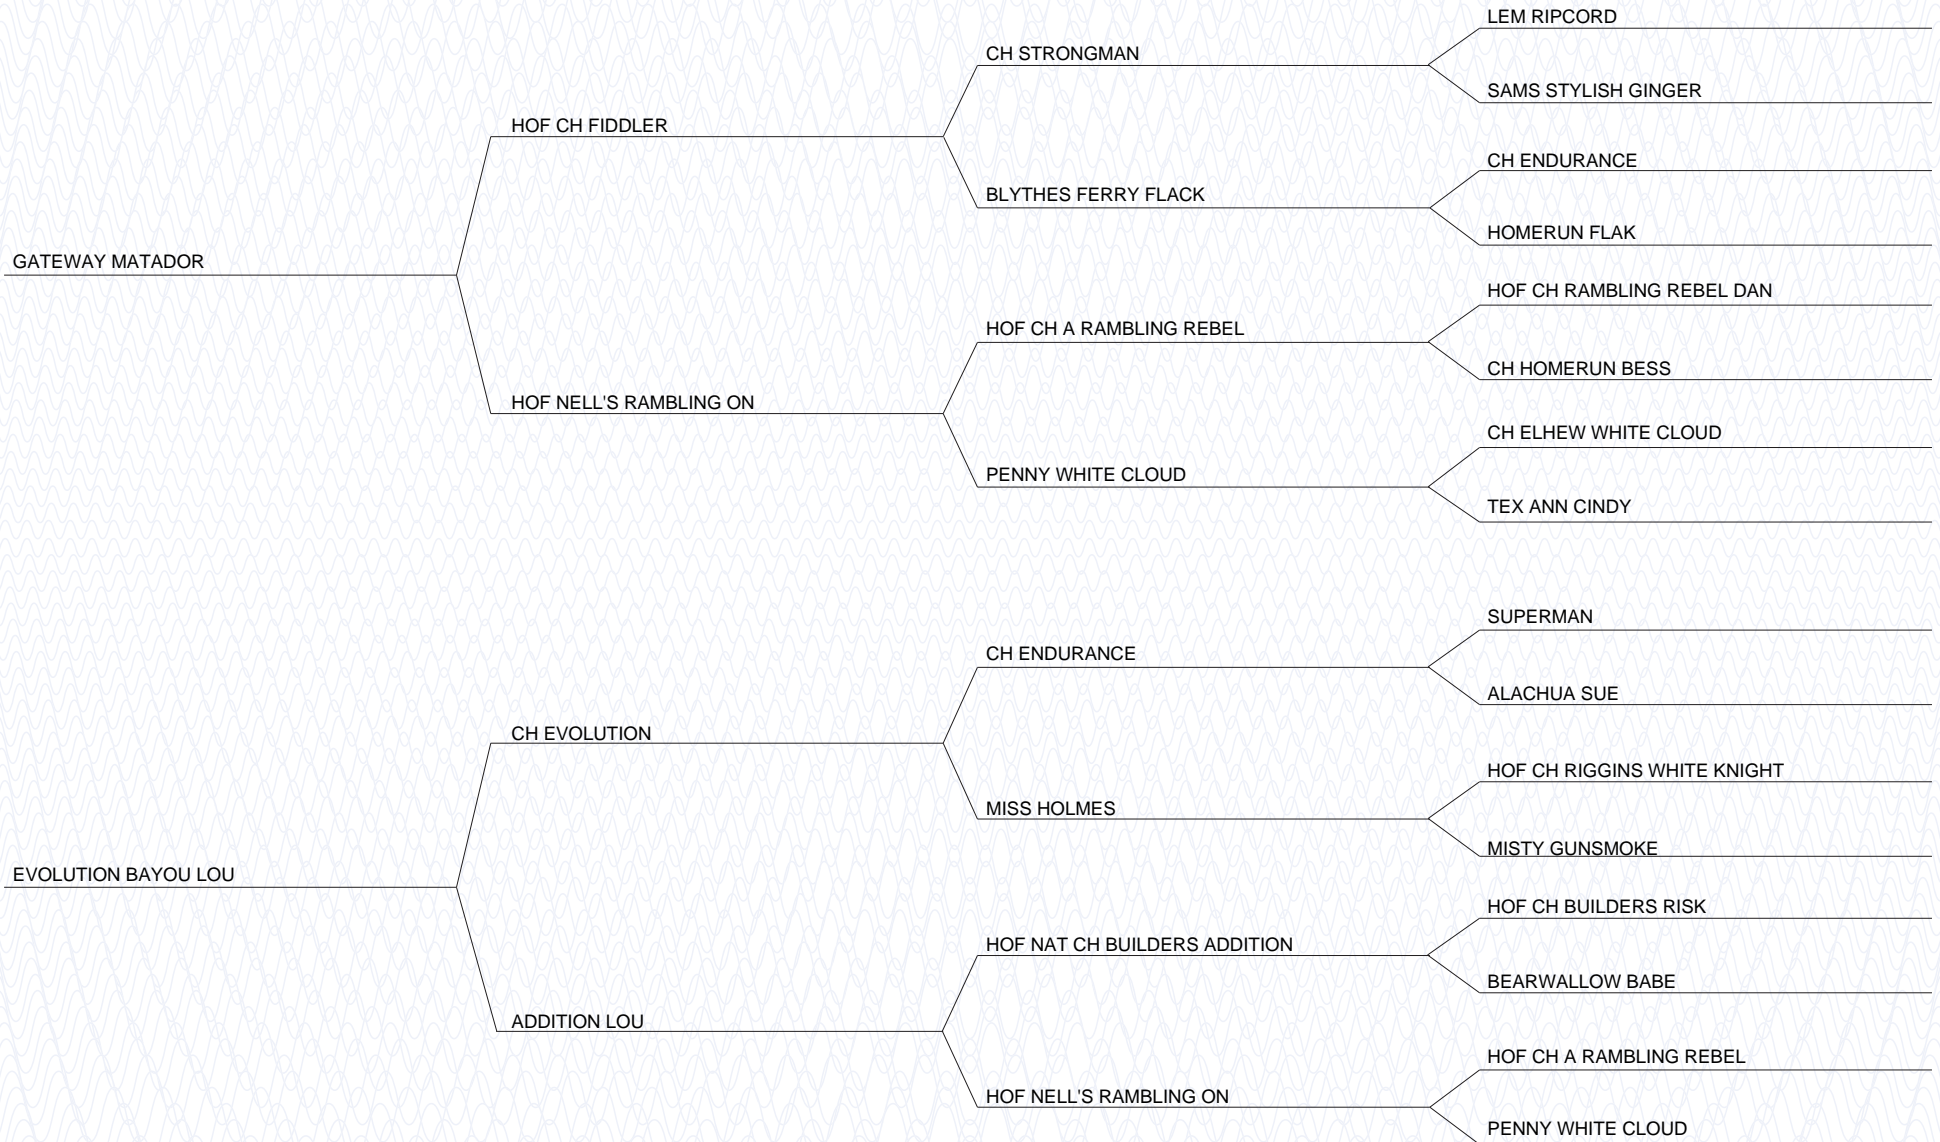 LEM RIPCORD
CH STRONGMAN
SAMS STYLISH GINGER
HOF CH FIDDLER
CH ENDURANCE
BLYTHES FERRY FLACK
HOMERUN FLAK
GATEWAY MATADOR
HOF CH RAMBLING REBEL DAN
HOF CH A RAMBLING REBEL
CH HOMERUN BESS
HOF NELL'S RAMBLING ON
CH ELHEW WHITE CLOUD
PENNY WHITE CLOUD
TEX ANN CINDY
SUPERMAN
CH ENDURANCE
ALACHUA SUE
CH EVOLUTION
HOF CH RIGGINS WHITE KNIGHT
MISS HOLMES
MISTY GUNSMOKE
EVOLUTION BAYOU LOU
HOF CH BUILDERS RISK
HOF NAT CH BUILDERS ADDITION
BEARWALLOW BABE
ADDITION LOU
HOF CH A RAMBLING REBEL
HOF NELL'S RAMBLING ON
PENNY WHITE CLOUD